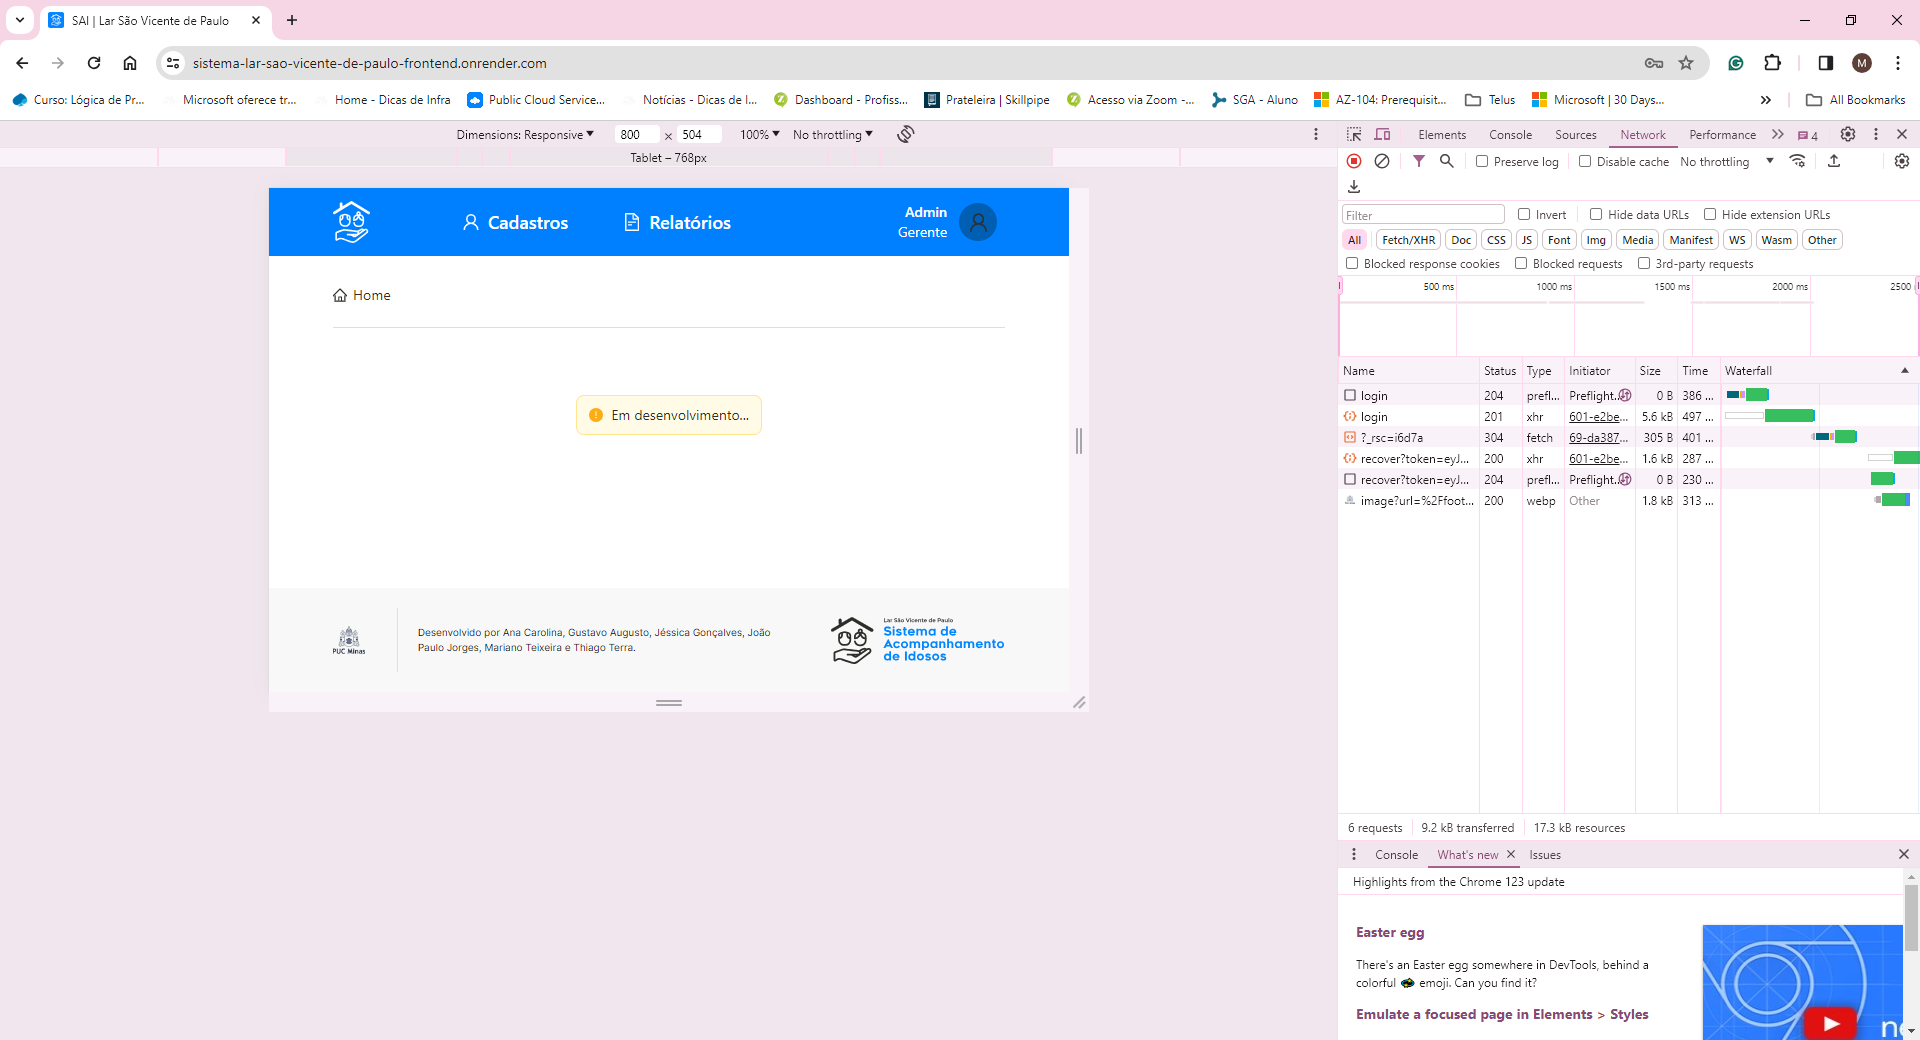 SAI | Lar São Vicente de Paulo
sistema-lar-sao-vicente-de-paulo-frontend.onrender.com
M
Curso: Lógica de Pr...
Microsoft oferece tr...
Home - Dicas de Infra
Public Cloud Service...
Notícias - Dicas de I...
Dashboard - Profiss...
Prateleira | Skillpipe
Acesso via Zoom -...
SGA - Aluno
AZ-104: Prerequisit...
Telus
Microsoft | 30 Days...
All Bookmarks
Dimensions: Responsive 800 × 504 100% No throttling
Tablet – 768px
Cadastros
Relatórios
Admin
Gerente
Home
Em desenvolvimento...
PUC Minas
Desenvolvido por Ana Carolina, Gustavo Augusto, Jéssica Gonçalves, João
Paulo Jorges, Mariano Teixeira e Thiago Terra.
Lar São Vicente de Paulo
Sistema de
Acompanhamento
de Idosos
Elements Console Sources Network Performance 4
Preserve log Disable cache No throttling
Filter Invert Hide data URLs Hide extension URLs
All Fetch/XHR Doc CSS JS Font Img Media Manifest WS Wasm Other
Blocked response cookies Blocked requests 3rd-party requests
500 ms 1000 ms 1500 ms 2000 ms 2500
Name Status Type Initiator Size Time Waterfall
login 204 prefl... Preflight... 0 B 386 ...
login 201 xhr 601-e2be... 5.6 kB 497 ...
?_rsc=i6d7a 304 fetch 69-da387... 305 B 401 ...
recover?token=eyJ... 200 xhr 601-e2be... 1.6 kB 287 ...
recover?token=eyJ... 204 prefl... Preflight... 0 B 230 ...
image?url=%2Ffoot... 200 webp Other 1.8 kB 313 ...
6 requests 9.2 kB transferred 17.3 kB resources
Console What's new Issues
Highlights from the Chrome 123 update
Easter egg
There's an Easter egg somewhere in DevTools, behind a
colorful emoji. Can you find it?
Emulate a focused page in Elements > Styles